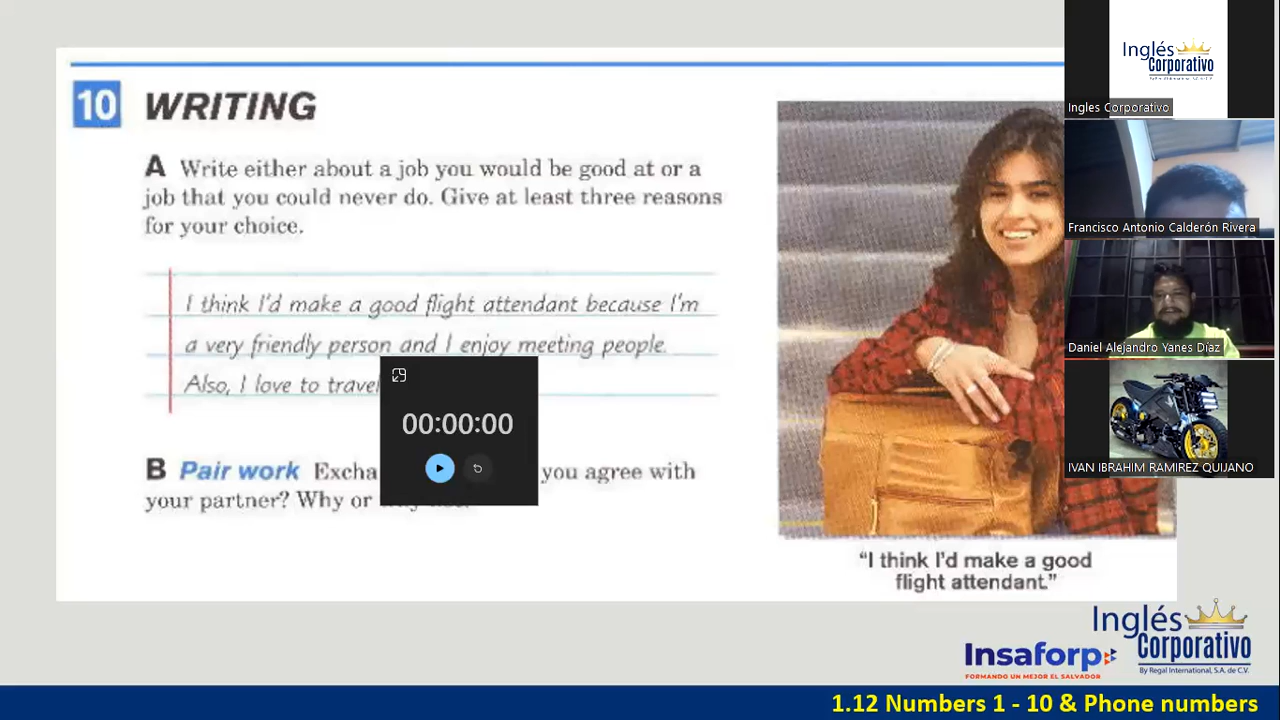 10 WRITING
A Write either about a job you would be good at or a
job that you could never do. Give at least three reasons
for your choice.
I think I'd make a good flight attendant because I'm
a very friendly person and I enjoy meeting people.
Also, I love to travel
00:00:00
B Pair work Excha you agree with
your partner? Why or
"I think I'd make a good
flight attendant."
Inglés
Corporativo
Ingles Corporativo
Francisco Antonio Calderón Rivera
Daniel Alejandro Yanes Díaz
IVAN IBRAHIM RAMIREZ QUIJANO
Inglés
Corporativo
By Regal International, S.A. de C.V.
Insaforp
FORMANDO UN MEJOR EL SALVADOR
1.12 Numbers 1 - 10 & Phone numbers